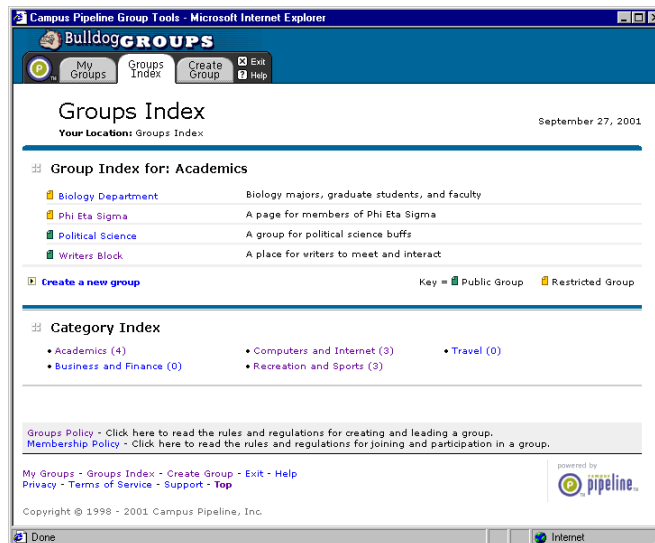 Campus Pipeline Group Tools - Microsoft Internet Explorer
Bulldog GROUPS
My Groups
Groups Index
Create Group
Exit
Help
Groups Index
Your Location: Groups Index
September 27, 2001
Group Index for: Academics
Biology Department Biology majors, graduate students, and faculty
Phi Eta Sigma A page for members of Phi Eta Sigma
Political Science A group for political science buffs
Writers Block A place for writers to meet and interact
Create a new group Key = Public Group Restricted Group
Category Index
• Academics (4) • Computers and Internet (3) • Travel (0)
• Business and Finance (0) • Recreation and Sports (3)
Groups Policy - Click here to read the rules and regulations for creating and leading a group.
Membership Policy - Click here to read the rules and regulations for joining and participation in a group.
My Groups - Groups Index - Create Group - Exit - Help
Privacy - Terms of Service - Support - Top
powered by
campus pipeline
Copyright © 1998 - 2001 Campus Pipeline, Inc.
Done Internet